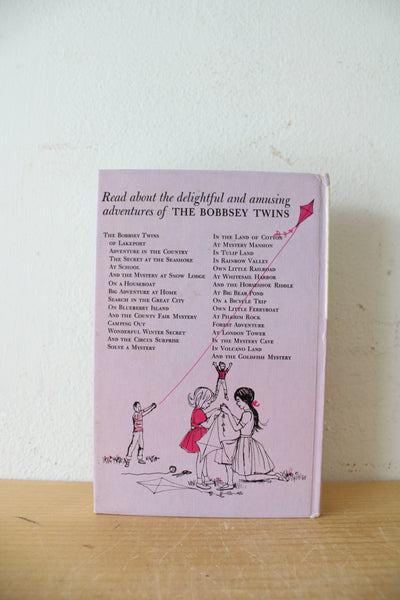 Read about the delightful and amusing
adventures of THE BOBBSEY TWINS
THE BOBBSEY TWINS
OF LAKEPORT
ADVENTURE IN THE COUNTRY
THE SECRET AT THE SEASHORE
AT SCHOOL
AND THE MYSTERY AT SNOW LODGE
ON A HOUSEBOAT
BIG ADVENTURE AT HOME
SEARCH IN THE GREAT CITY
ON BLUEBERRY ISLAND
AND THE COUNTY FAIR MYSTERY
CAMPING OUT
WONDERFUL WINTER SECRET
AND THE CIRCUS SURPRISE
SOLVE A MYSTERY
IN THE LAND OF COTTON
AT MYSTERY MANSION
IN TULIP LAND
IN RAINBOW VALLEY
OWN LITTLE RAILROAD
AT WHITESAIL HARBOR
AND THE HORSESHOE RIDDLE
AT BIG BEAR POND
ON A BICYCLE TRIP
OWN LITTLE FERRYBOAT
AT PILGRIM ROCK
FOREST ADVENTURE
AT LONDON TOWER
IN THE MYSTERY CAVE
IN VOLCANO LAND
AND THE GOLDFISH MYSTERY